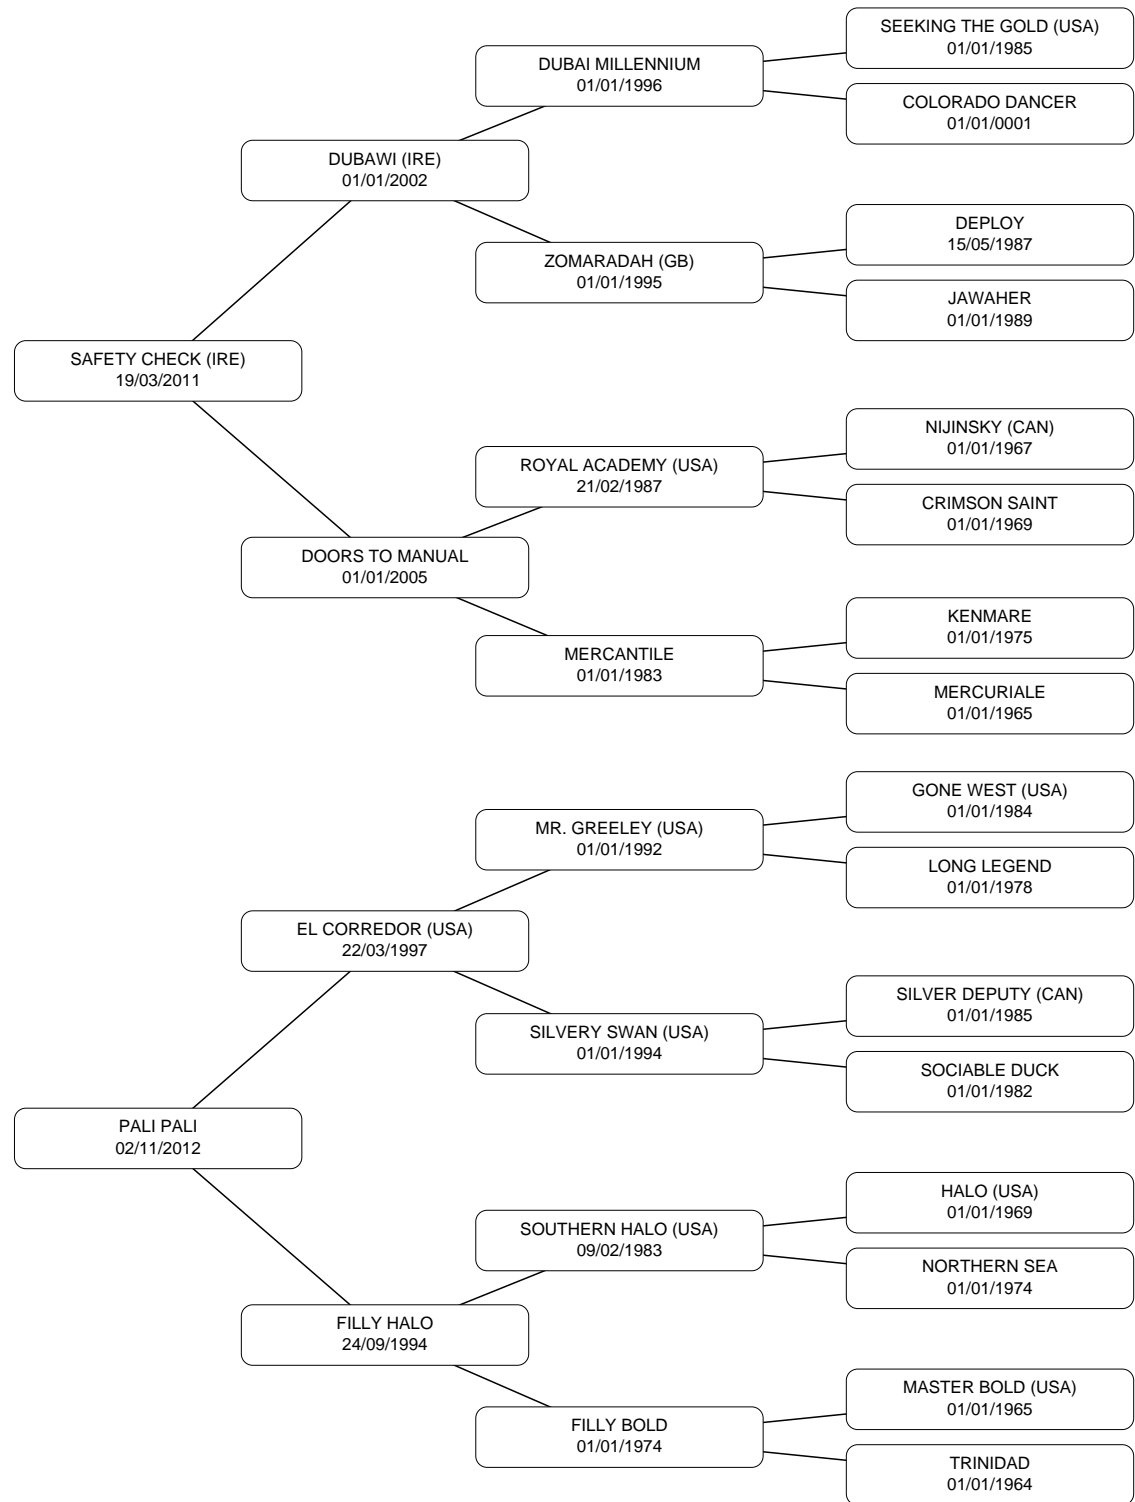 SEEKING THE GOLD (USA)
01/01/1985
DUBAI MILLENNIUM
01/01/1996
COLORADO DANCER
01/01/0001
DUBAWI (IRE)
01/01/2002
DEPLOY
15/05/1987
ZOMARADAH (GB)
01/01/1995
JAWAHER
01/01/1989
SAFETY CHECK (IRE)
19/03/2011
NIJINSKY (CAN)
01/01/1967
ROYAL ACADEMY (USA)
21/02/1987
CRIMSON SAINT
01/01/1969
DOORS TO MANUAL
01/01/2005
KENMARE
01/01/1975
MERCANTILE
01/01/1983
MERCURIALE
01/01/1965
GONE WEST (USA)
01/01/1984
MR. GREELEY (USA)
01/01/1992
LONG LEGEND
01/01/1978
EL CORREDOR (USA)
22/03/1997
SILVER DEPUTY (CAN)
01/01/1985
SILVERY SWAN (USA)
01/01/1994
SOCIABLE DUCK
01/01/1982
PALI PALI
02/11/2012
HALO (USA)
01/01/1969
SOUTHERN HALO (USA)
09/02/1983
NORTHERN SEA
01/01/1974
FILLY HALO
24/09/1994
MASTER BOLD (USA)
01/01/1965
FILLY BOLD
01/01/1974
TRINIDAD
01/01/1964